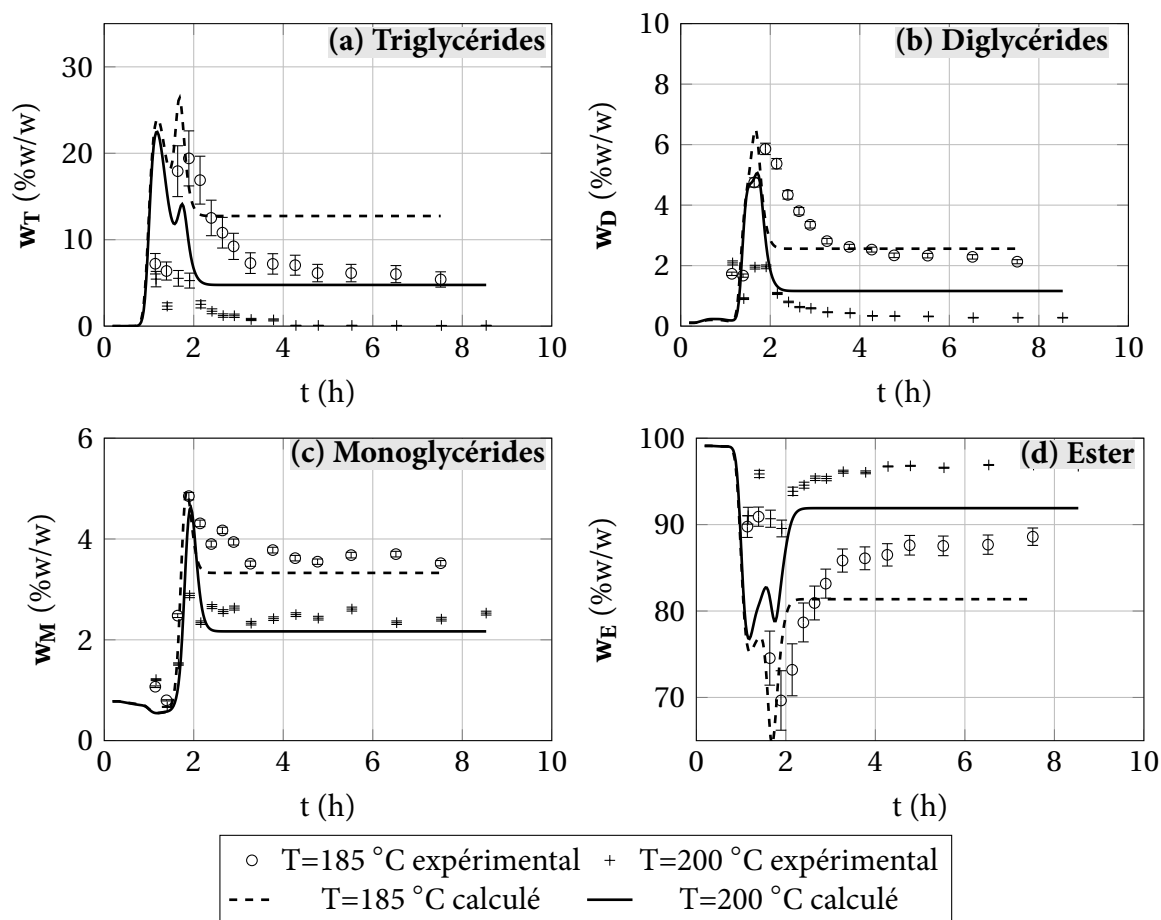 (a) Triglycérides
30
20
10
0
w_T (%w/w)
0 2 4 6 8 10
t (h)
(b) Diglycérides
10
8
6
4
2
0
w_D (%w/w)
0 2 4 6 8 10
t (h)
(c) Monoglycérides
6
4
2
0
w_M (%w/w)
0 2 4 6 8 10
t (h)
(d) Ester
100
90
80
70
w_E (%w/w)
0 2 4 6 8 10
t (h)
T=185 °C expérimental T=200 °C expérimental
T=185 °C calculé T=200 °C calculé